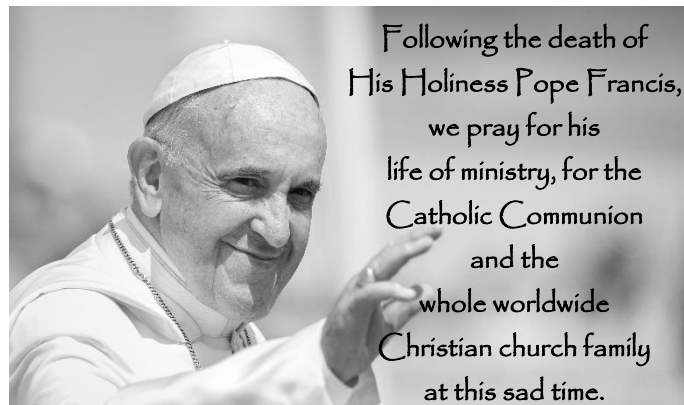 Following the death of
His Holiness Pope Francis,
we pray for his
life of ministry, for the
Catholic Communion
and the
whole worldwide
Christian church family
at this sad time.